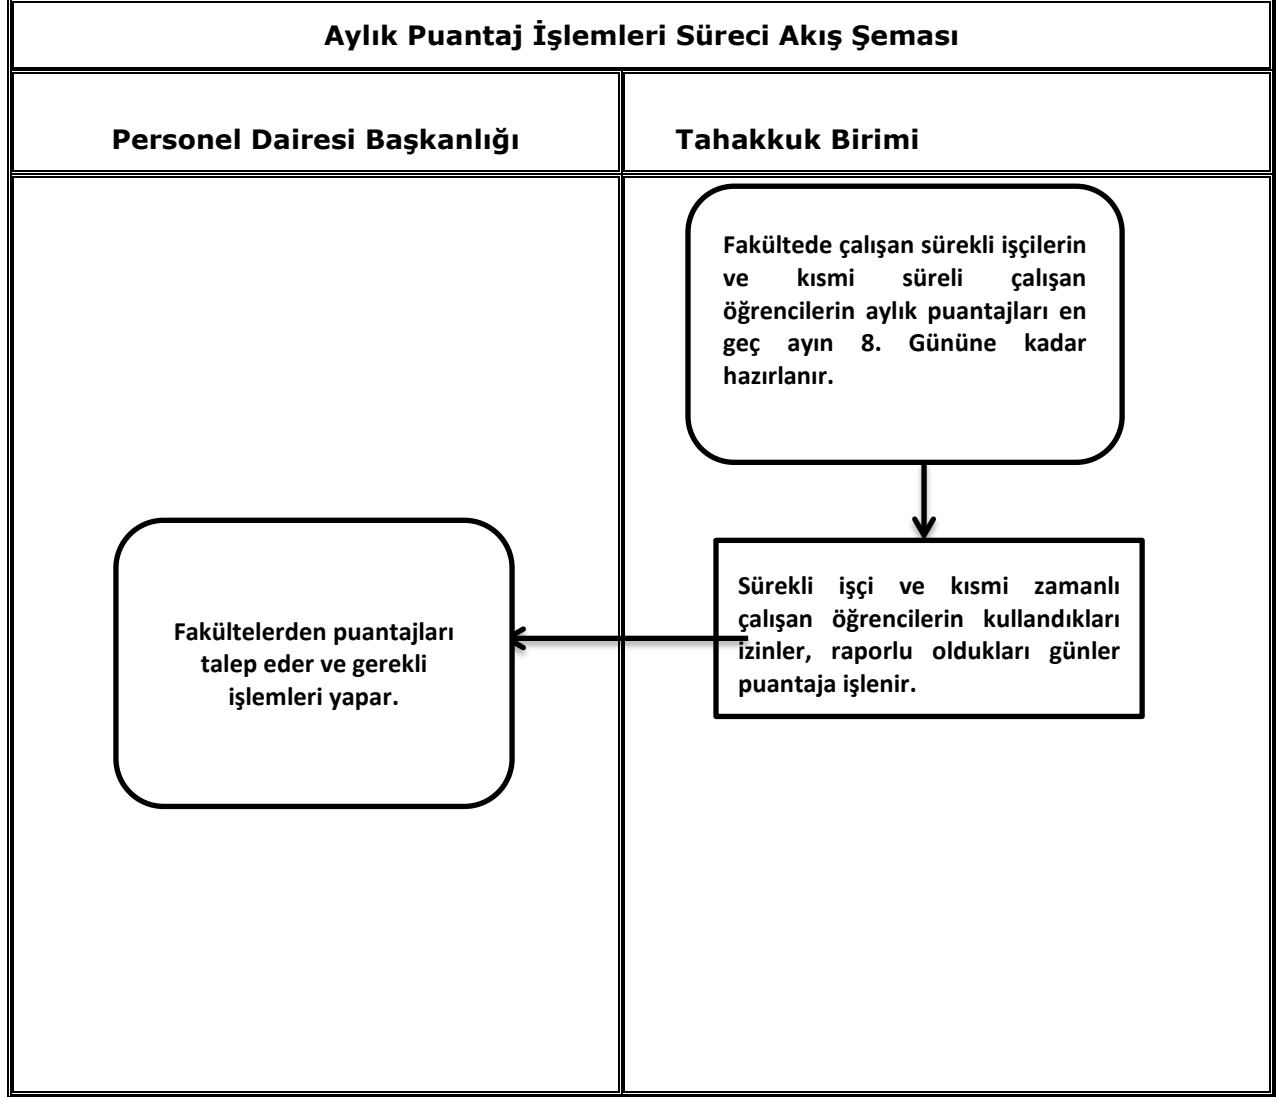 Aylık Puantaj İşlemleri Süreci Akış Şeması
Personel Dairesi Başkanlığı
Tahakkuk Birimi
Fakültede çalışan sürekli işçilerin
ve kısmi süreli çalışan
öğrencilerin aylık puantajları en
geç ayın 8. Gününe kadar
hazırlanır.
Sürekli işçi ve kısmi zamanlı
çalışan öğrencilerin kullandıkları
izinler, raporlu oldukları günler
puantaja işlenir.
Fakültelerden puantajları
talep eder ve gerekli
işlemleri yapar.